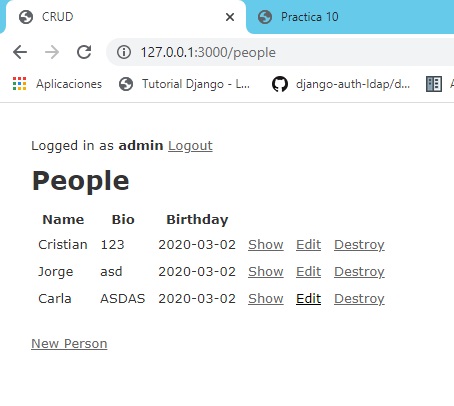 CRUD
Practica 10
127.0.0.1:3000/people
Aplicaciones Tutorial Django - L... django-auth-ldap/d... A
Logged in as admin Logout
People
Name Bio Birthday
Cristian 123 2020-03-02 Show Edit Destroy
Jorge asd 2020-03-02 Show Edit Destroy
Carla ASDAS 2020-03-02 Show Edit Destroy
New Person